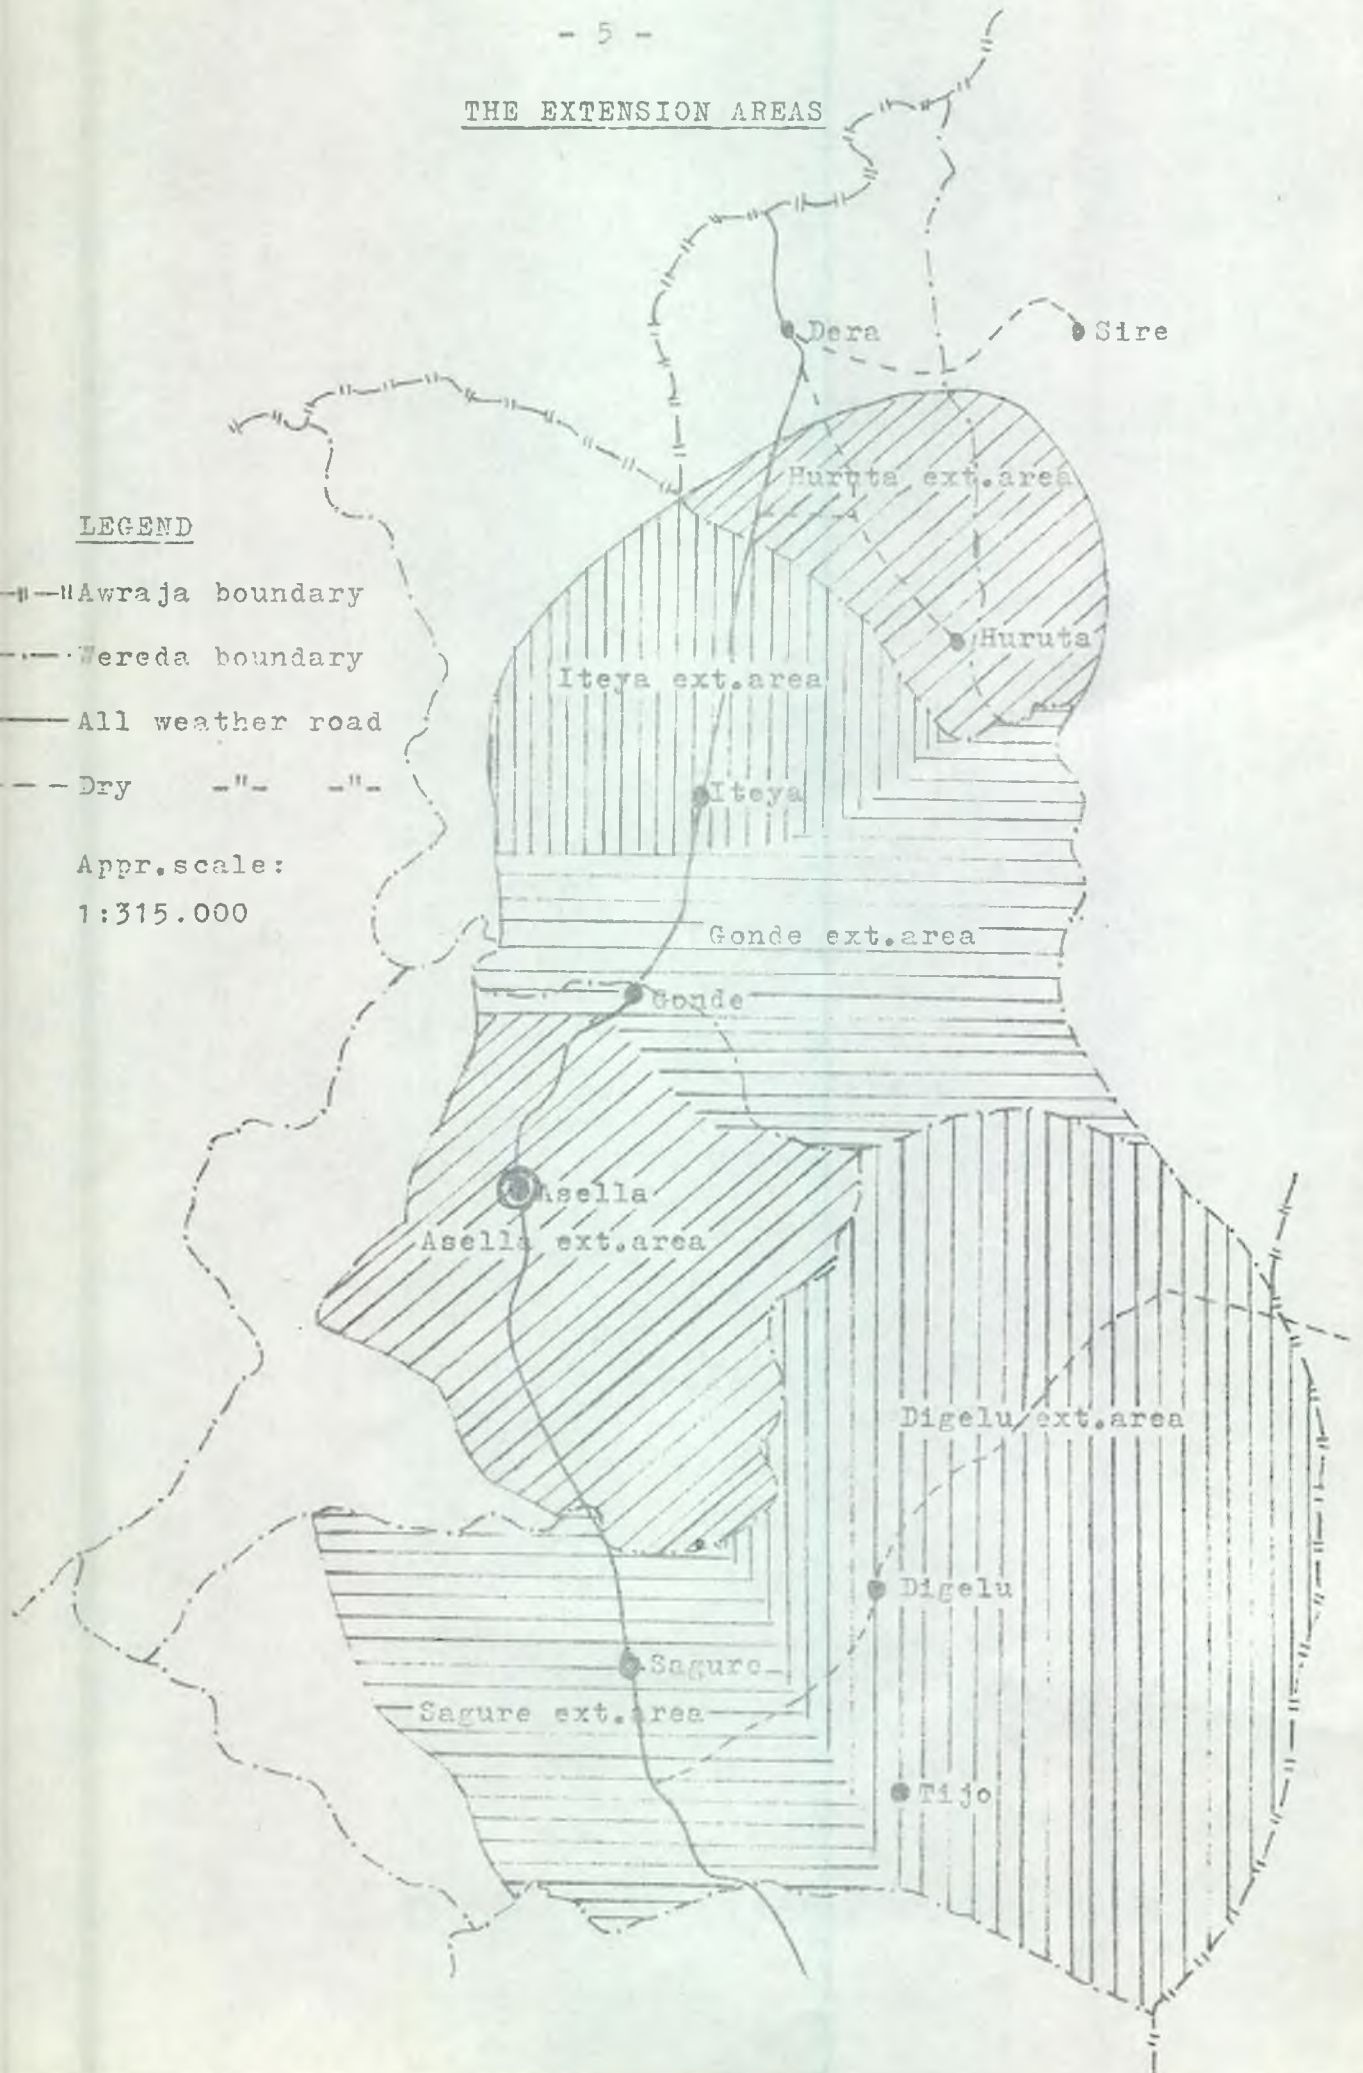 - 5 -
THE EXTENSION AREAS
Dera
Sire
Huruta ext.area
LEGEND
Awraja boundary
Wereda boundary
Huruta
Iteya ext.area
All weather road
Dry -"- -"-
Iteya
Appr.scale:
1:315.000
Gonde ext.area
Gonde
Asella
Asella ext.area
Digelu ext.area
Digelu
Sagure
Sagure ext.area
Tijo